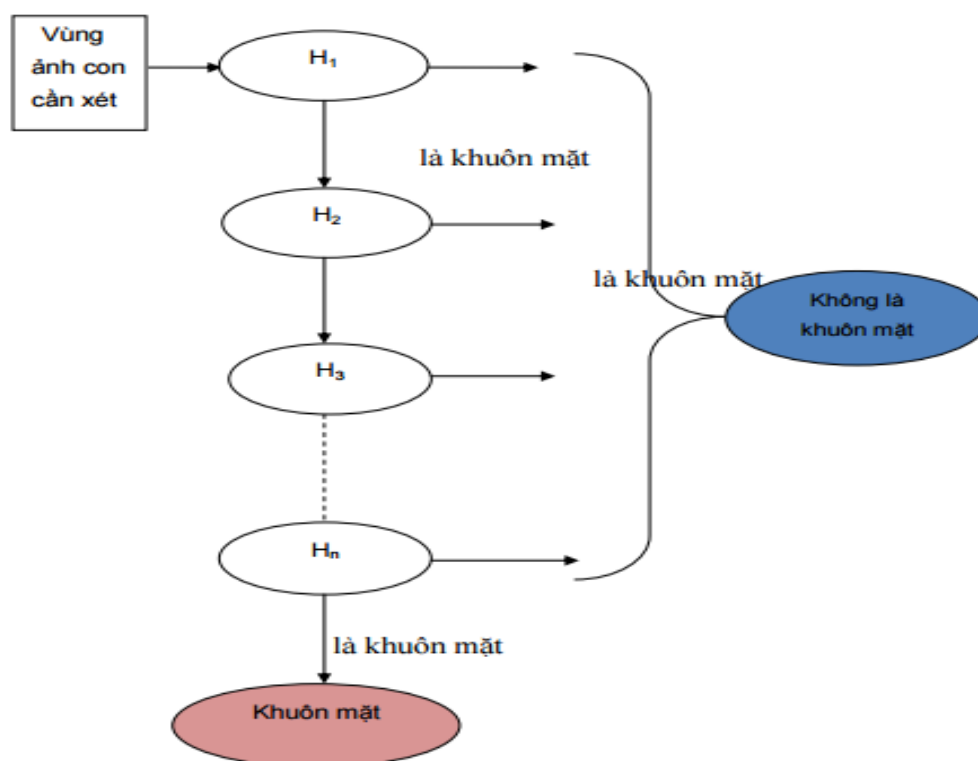 Vùng
ảnh con
cần xét
H₁
là khuôn mặt
H₂
là khuôn mặt
Không là
khuôn mặt
H₃
Hₙ
là khuôn mặt
Khuôn mặt